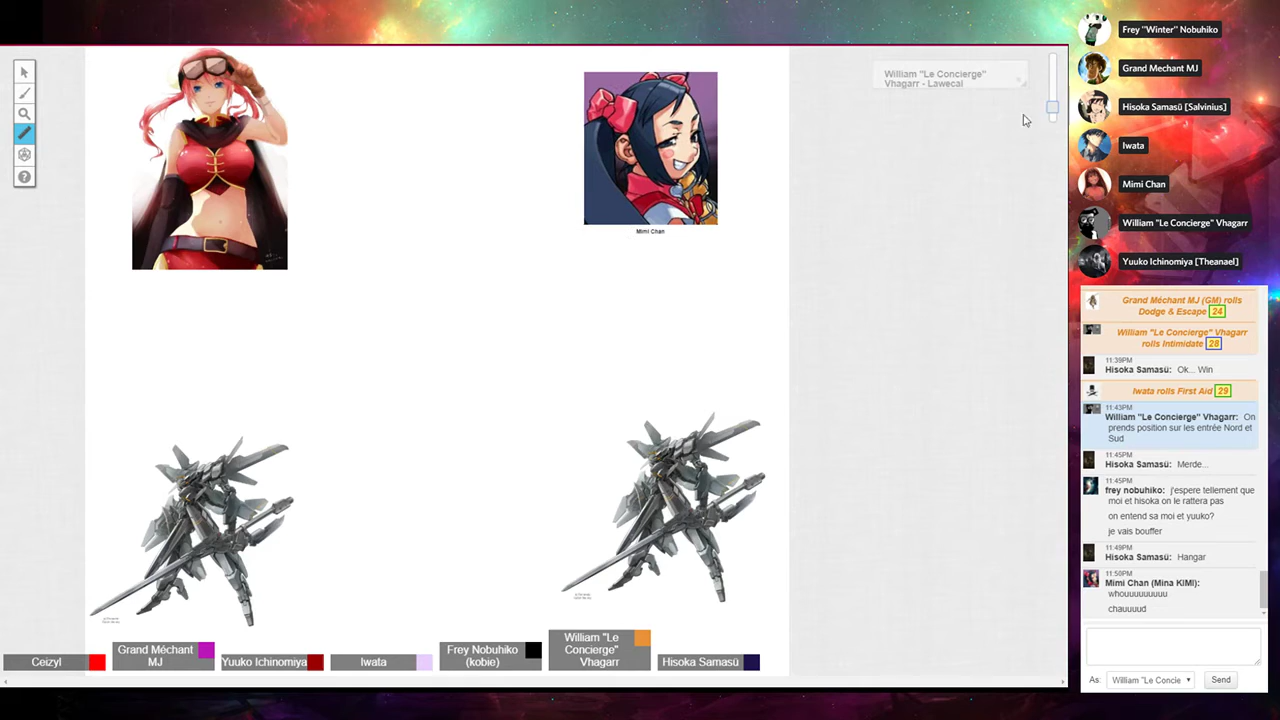 William "Le Concierge"
Vhagarr - Lawecal
Mimi Chan
Ceizyl
Grand Méchant
MJ
Yuuko Ichinomiya
Iwata
Frey Nobuhiko
(kobie)
William "Le
Concierge"
Vhagarr
Hisoka Samasü
Frey "Winter" Nobuhiko
Grand Mechant MJ
Hisoka Samasü [Salvinius]
Iwata
Mimi Chan
William "Le Concierge" Vhagarr
Yuuko Ichinomiya [Theanael]
Grand Méchant MJ (GM) rolls
Dodge & Escape 24
William "Le Concierge" Vhagarr
rolls Intimidate 28
11:39PM
Hisoka Samasü: Ok... Win
Iwata rolls First Aid 29
11:43PM
William "Le Concierge" Vhagarr: On
prends position sur les entrée Nord et
Sud
11:45PM
Hisoka Samasü: Merde...
11:45PM
frey nobuhiko: j'espere tellement que
moi et hisoka on le rattera pas
on entend sa moi et yuuko?
je vais bouffer
11:49PM
Hisoka Samasü: Hangar
11:50PM
Mimi Chan (Mina KIMI):
whouuuuuuuuu
chauuuud
As: William "Le Concie
Send